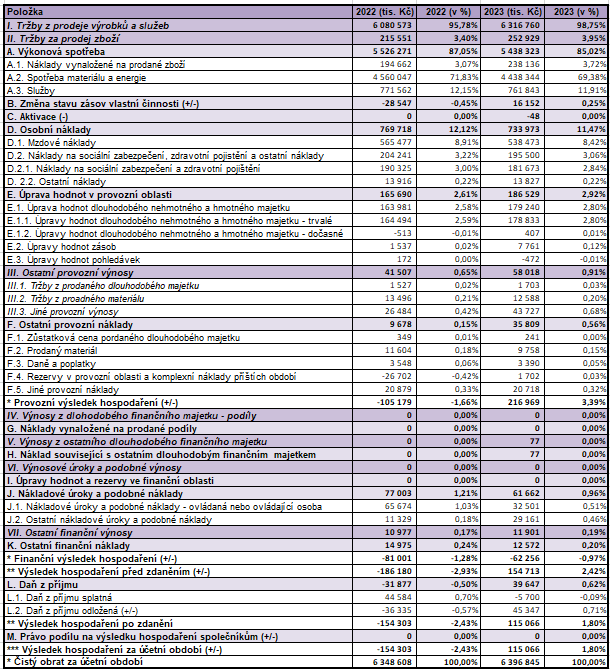 Položka 2022 (tis. Kč) 2022 (v %) 2023 (tis. Kč) 2023 (v %)
I. Tržby z prodeje výrobků a služeb 6 080 573 95,78% 6 316 760 98,75%
II. Tržby za prodej zboží 215 551 3,40% 252 929 3,95%
A. Výkonová spotřeba 5 526 271 87,05% 5 438 323 85,02%
A.1. Náklady vynaložené na prodané zboží 194 662 3,07% 238 136 3,72%
A.2. Spotřeba materiálu a energie 4 560 047 71,83% 4 438 344 69,38%
A.3. Služby 771 562 12,15% 761 843 11,91%
B. Změna stavu zásov vlastní činnosti (+/-) -28 547 -0,45% 16 152 0,25%
C. Aktivace (-) 0,00% -48 0,00%
D. Osobní náklady 769 718 12,12% 733 973 11,47%
D.1. Mzdové náklady 565 477 8,91% 538 473 8,42%
D.2. Náklady na sociální zabezpečení, zdravotní pojistění a ostatní náklady 204 241 3,22% 195 500 3,06%
D.2.1. Náklady na sociální zabezpečení a zdravotní pojištění 190 325 3,00% 181 673 2,84%
D. 2.2. Ostatní náklady 13 916 0,22% 13 827 0,22%
E. Úprava hodnot v provozní oblasti 165 690 2,61% 186 529 2,92%
E.1. Úprava hodnot dlouhodobého nehmotného a hmotného majetku 163 981 2,58% 179 240 2,80%
E.1.1. Úpravy hodnot dlouhodobého nehmotného a hmotného majetku - trvalé 164 494 2,59% 178 833 2,80%
E.1.2. Úpravy hodnot dlouhodobého nehmotného a hmotného majetku - dočasné -513 -0,01% 407 0,01%
E.2. Úpravy hodnot zásob 1 537 0,02% 7 761 0,12%
E.3. Úpravy hodnot pohledávek 172 0,00% -472 -0,01%
III. Ostatní provozní výnosy 41 507 0,65% 58 018 0,91%
III.1. Tržby z prodaného dlouhodobého majetku 1 527 0,02% 1 703 0,03%
III.2. Tržby z proadného materiálu 13 496 0,21% 12 588 0,20%
III.3. Jiné provozní výnosy 26 484 0,42% 43 727 0,68%
F. Ostatní provozní náklady 9 678 0,15% 35 809 0,56%
F.1. Zůstatková cena pordaného dlouhodobého majetku 349 0,01% 241 0,00%
F.2. Prodaný materiál 11 604 0,18% 9 758 0,15%
F.3. Daně a poplatky 3 548 0,06% 3 390 0,05%
F.4. Rezervy v provozní oblasti a komplexní náklady příštích období -26 702 -0,42% 1 702 0,03%
F.5. Jiné provozní náklady 20 879 0,33% 20 718 0,32%
* Provozní výsledek hospodaření (+/-) -105 179 -1,66% 216 969 3,39%
IV. Výnosy z dlohodobého finančního majetku - podíly 0 0,00% 0 0,00%
G. Náklady vynaložené na prodané podíly 0 0,00% 0 0,00%
V. Výnosy z ostatního dlouhodobého finančního majetku 0 0,00% 77 0,00%
H. Náklad související s ostatním dlouhodobým finančním majetkem 0 0,00% 77 0,00%
VI. Výnosové úroky a podobné výnosy 0 0,00% 0 0,00%
I. Úpravy hodnot a rezervy ve finanční oblasti 0 0,00% 0 0,00%
J. Nákladové úroky a podobné náklady 77 003 1,21% 61 662 0,96%
J.1. Nákladové úroky a podobné náklady - ovládaná nebo ovládající osoba 65 674 1,03% 32 501 0,51%
J.2. Ostatní nákladové úroky a podobné náklady 11 329 0,18% 29 161 0,46%
VII. Ostatní finanční výnosy 10 977 0,17% 11 901 0,19%
K. Ostatní finanční náklady 14 975 0,24% 12 572 0,20%
* Finanční výsledek hospodaření (+/-) -81 001 -1,28% -62 256 -0,97%
** Výsledek hospodaření před zdaněním (+/-) -186 180 -2,93% 154 713 2,42%
L. Daň z příjmu -31 877 -0,50% 39 647 0,62%
L.1. Daň z příjmu splatná 44 584 0,70% -5 700 -0,09%
L.2. Daň z příjmu odložená (+/-) -36 335 -0,57% 45 347 0,71%
** Výsledek hospodaření po zdanění -154 303 -2,43% 115 066 1,80%
M. Právo podílu na výsledku hospodaření společníkům (+/-) 0 0,00% 0 0,00%
*** Výsledek hospodaření za účetní období (+/-) -154 303 -2,43% 115 066 1,80%
* Čistý obrat za účetní období 6 348 608 100,00% 6 396 845 100,00%